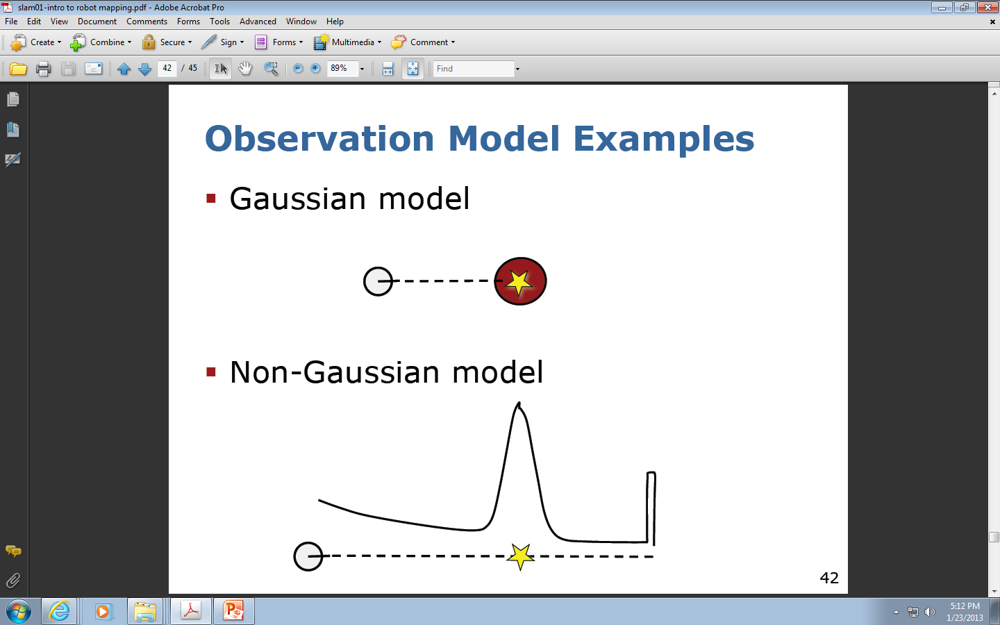 slam01-intro to robot mapping.pdf - Adobe Acrobat Pro
File Edit View Document Comments Forms Tools Advanced Window Help
Create Combine Secure Sign Forms Multimedia Comment
42 / 45 89% Find
Observation Model Examples
Gaussian model
Non-Gaussian model
42
5:12 PM
1/23/2013